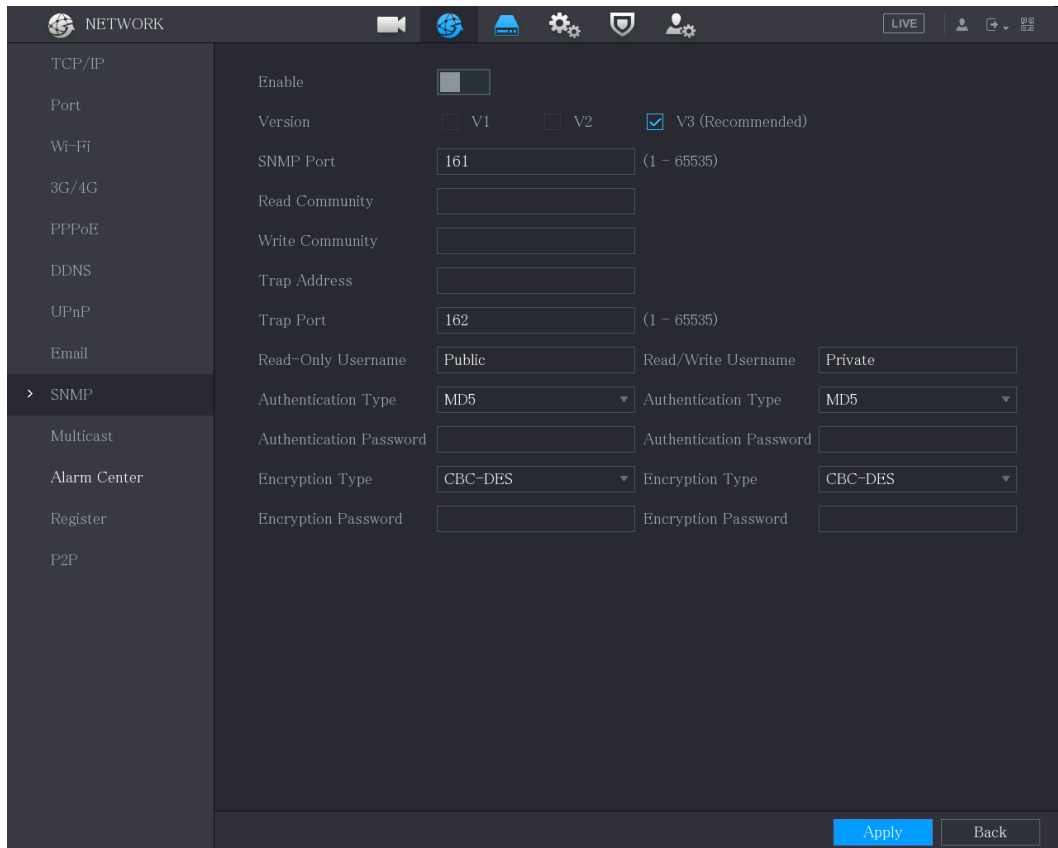 NETWORK
LIVE
TCP/IP
Port
Wi-Fi
3G/4G
PPPoE
DDNS
UPnP
Email
SNMP
Multicast
Alarm Center
Register
P2P
Enable
Version V1 V2 V3 (Recommended)
SNMP Port 161 (1 - 65535)
Read Community
Write Community
Trap Address
Trap Port 162 (1 - 65535)
Read-Only Username Public Read/Write Username Private
Authentication Type MD5 Authentication Type MD5
Authentication Password Authentication Password
Encryption Type CBC-DES Encryption Type CBC-DES
Encryption Password Encryption Password
Apply Back